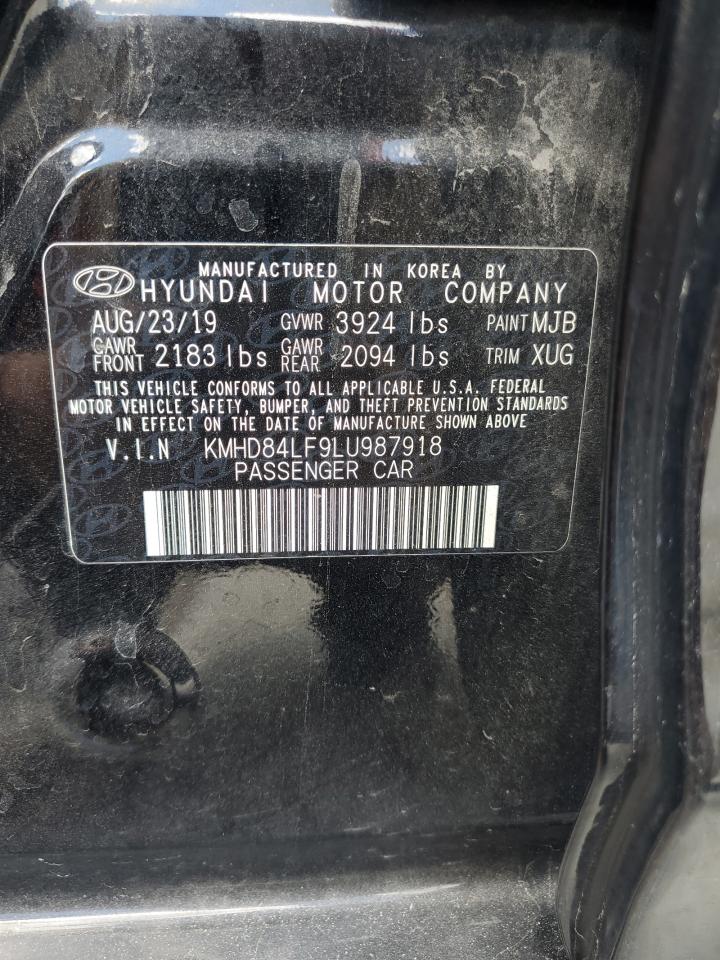 MANUFACTURED IN KOREA BY
HYUNDAI MOTOR COMPANY
AUG/23/19 GVWR 3924 lbs PAINT MJB
GAWR FRONT 2183 lbs GAWR REAR 2094 lbs TRIM XUG
THIS VEHICLE CONFORMS TO ALL APPLICABLE U.S.A. FEDERAL
MOTOR VEHICLE SAFETY, BUMPER, AND THEFT PREVENTION STANDARDS
IN EFFECT ON THE DATE OF MANUFACTURE SHOWN ABOVE
V.I.N KMHD84LF9LU987918
PASSENGER CAR